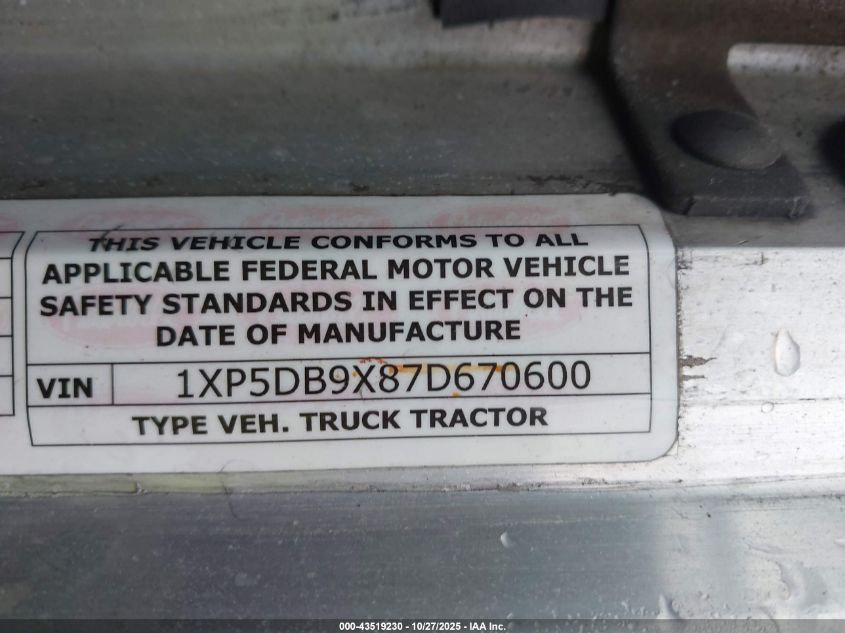 THIS VEHICLE CONFORMS TO ALL
APPLICABLE FEDERAL MOTOR VEHICLE
SAFETY STANDARDS IN EFFECT ON THE
DATE OF MANUFACTURE
VIN 1XP5DB9X87D670600
TYPE VEH. TRUCK TRACTOR
000-43519230 - 10/27/2025 - IAA Inc.